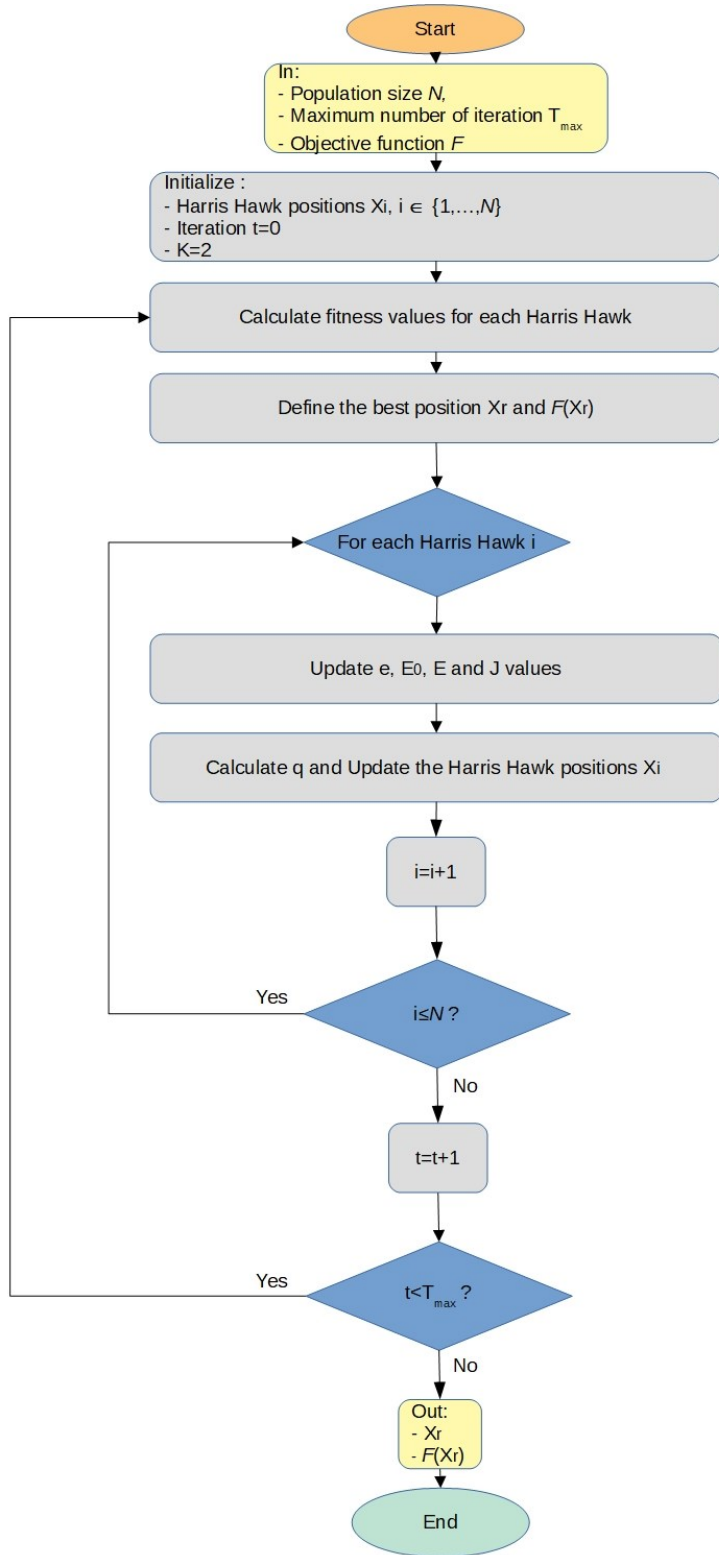 Start
In:
- Population size N,
- Maximum number of iteration Tmax
- Objective function F
Initialize :
- Harris Hawk positions Xi, i ∈ {1,...,N}
- Iteration t=0
- K=2
Calculate fitness values for each Harris Hawk
Define the best position Xr and F(Xr)
For each Harris Hawk i
Update e, E0, E and J values
Calculate q and Update the Harris Hawk positions Xi
i=i+1
Yes
i≤N ?
No
t=t+1
Yes
t<Tmax ?
No
Out:
- Xr
- F(Xr)
End